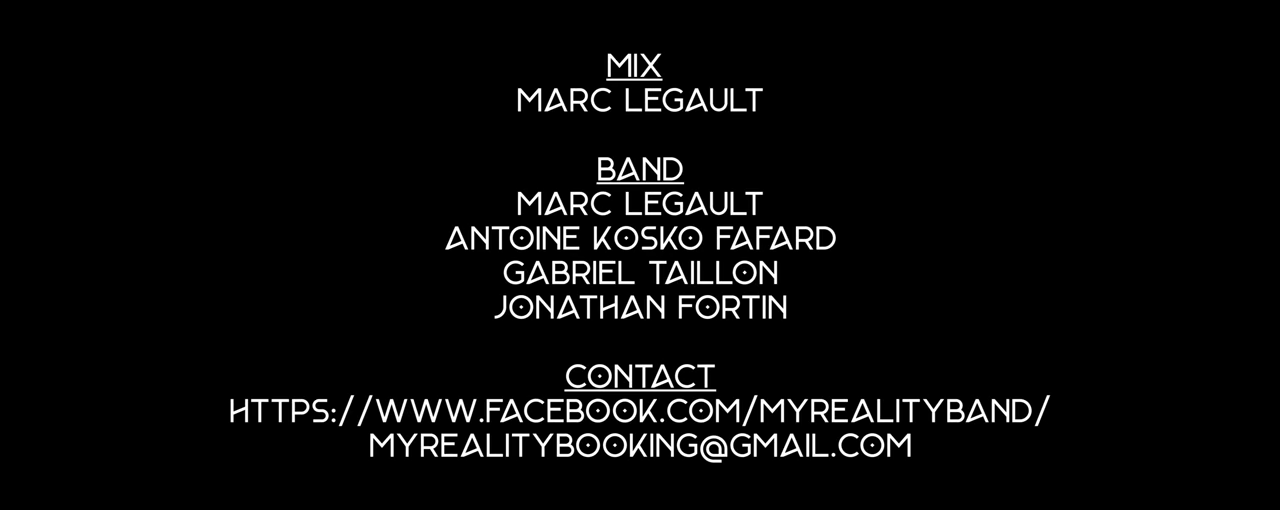 MIX
MARC LEGAULT
BAND
MARC LEGAULT
ANTOINE KOSKO FAFARD
GABRIEL TAILLON
JONATHAN FORTIN
CONTACT
HTTPS://WWW.FACEBOOK.COM/MYREALITYBAND/
MYREALITYBOOKING@GMAIL.COM